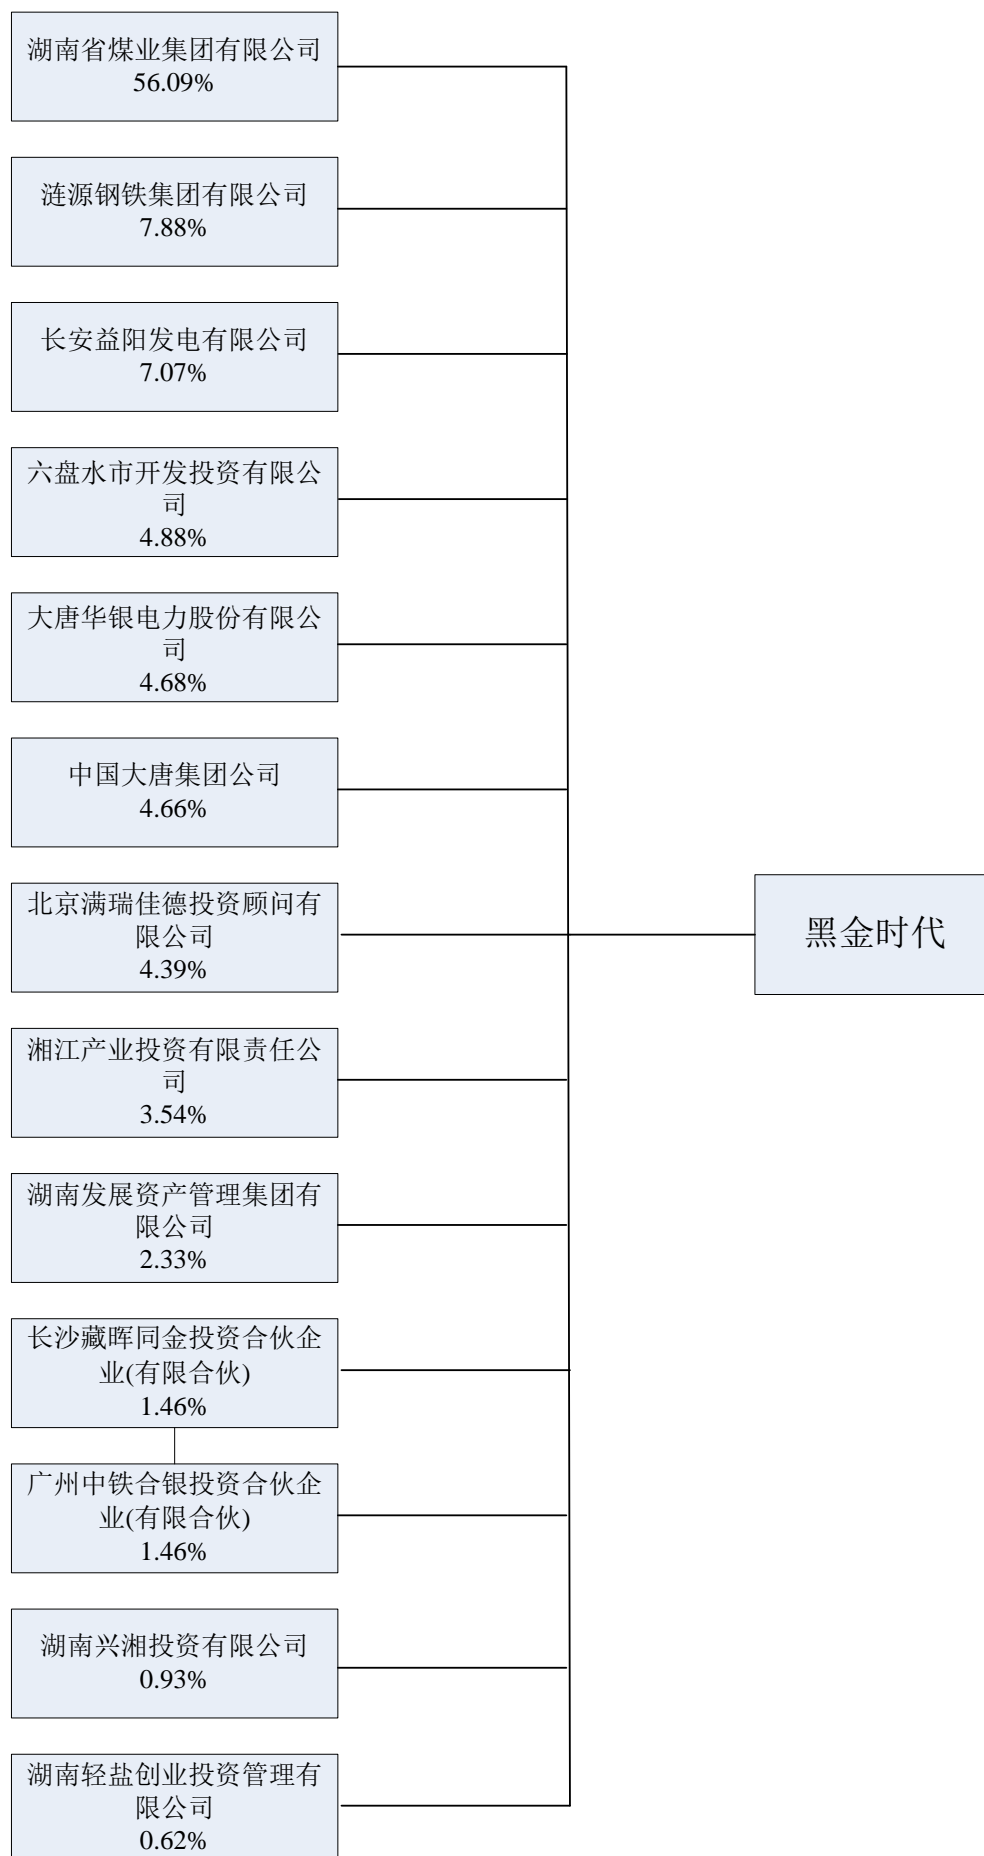 湖南省煤业集团有限公司
56.09%
涟源钢铁集团有限公司
7.88%
长安益阳发电有限公司
7.07%
六盘水市开发投资有限公
司
4.88%
大唐华银电力股份有限公
司
4.68%
中国大唐集团公司
4.66%
北京满瑞佳德投资顾问有
限公司
4.39%
黑金时代
湘江产业投资有限责任公
司
3.54%
湖南发展资产管理集团有
限公司
2.33%
长沙藏晖同金投资合伙企
业(有限合伙)
1.46%
广州中铁合银投资合伙企
业(有限合伙)
1.46%
湖南兴湘投资有限公司
0.93%
湖南轻盐创业投资管理有
限公司
0.62%